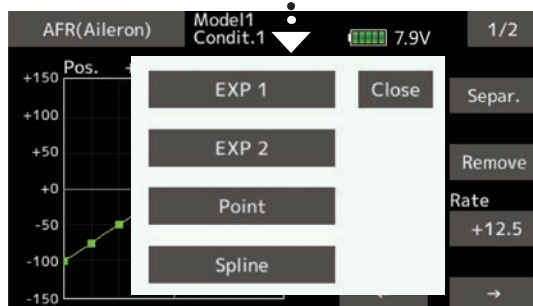 AFR(Aileron)
Model1
Condit.1
7.9V
1/2
Pos.
+150
+100
+50
+0
-50
-100
-150
EXP 1
EXP 2
Point
Spline
Close
Separ.
Remove
Rate
+12.5
→